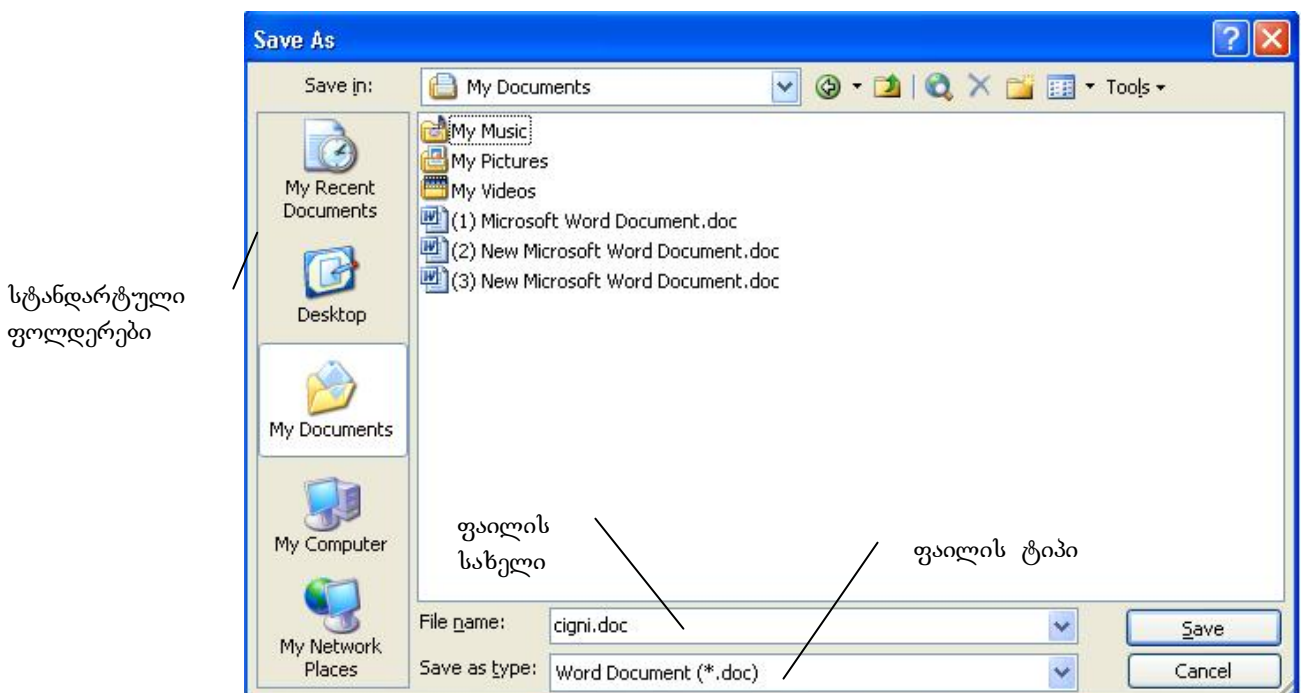 Save As
Save in:
My Documents
Tools
My Recent
Documents
Desktop
My Documents
My Computer
My Network
Places
My Music
My Pictures
My Videos
(1) Microsoft Word Document.doc
(2) New Microsoft Word Document.doc
(3) New Microsoft Word Document.doc
სტანდარტული
ფოლდერები
ფაილის
სახელი
ფაილის ტიპი
File name:
cigni.doc
Save
Save as type:
Word Document (*.doc)
Cancel